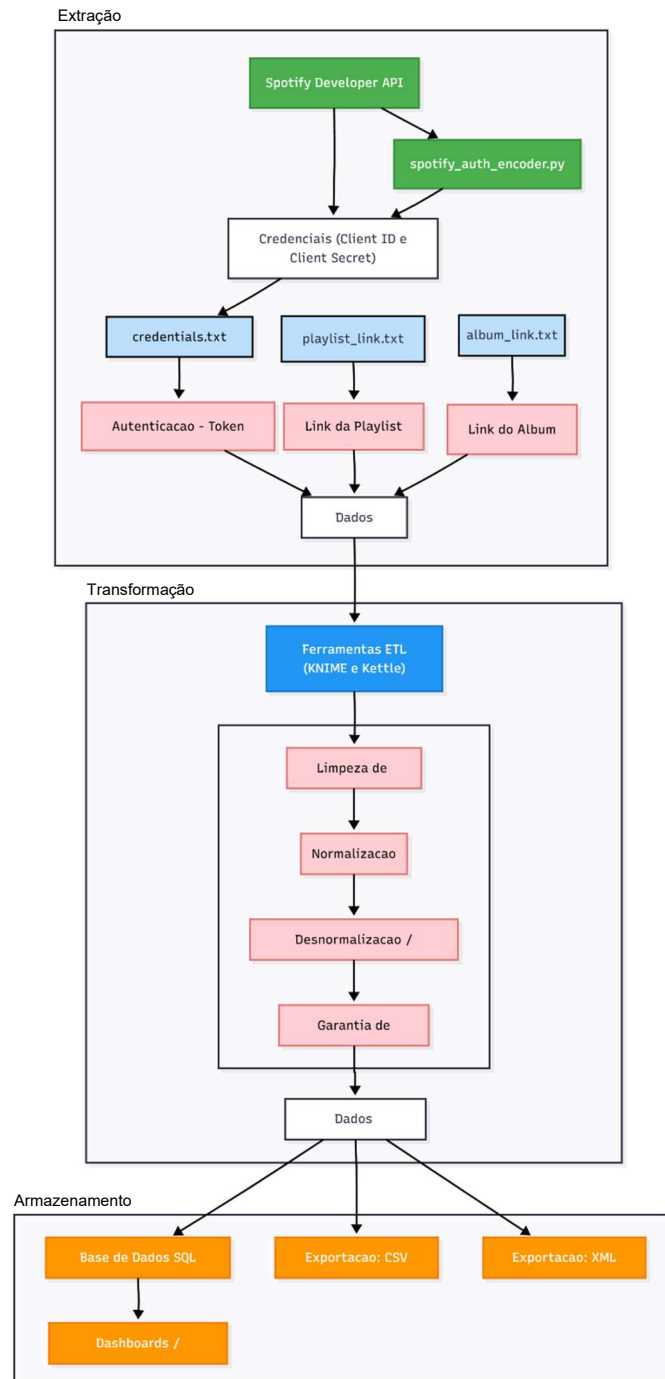 Extração
Spotify Developer API
spotify_auth_encoder.py
Credenciais (Client ID e
Client Secret)
credentials.txt
playlist_link.txt
album_link.txt
Autenticacao - Token
Link da Playlist
Link do Album
Dados
Transformação
Ferramentas ETL
(KNIME e Kettle)
Limpeza de
Normalizacao
Desnormalizacao /
Garantia de
Dados
Armazenamento
Base de Dados SQL
Exportacao: CSV
Exportacao: XML
Dashboards /